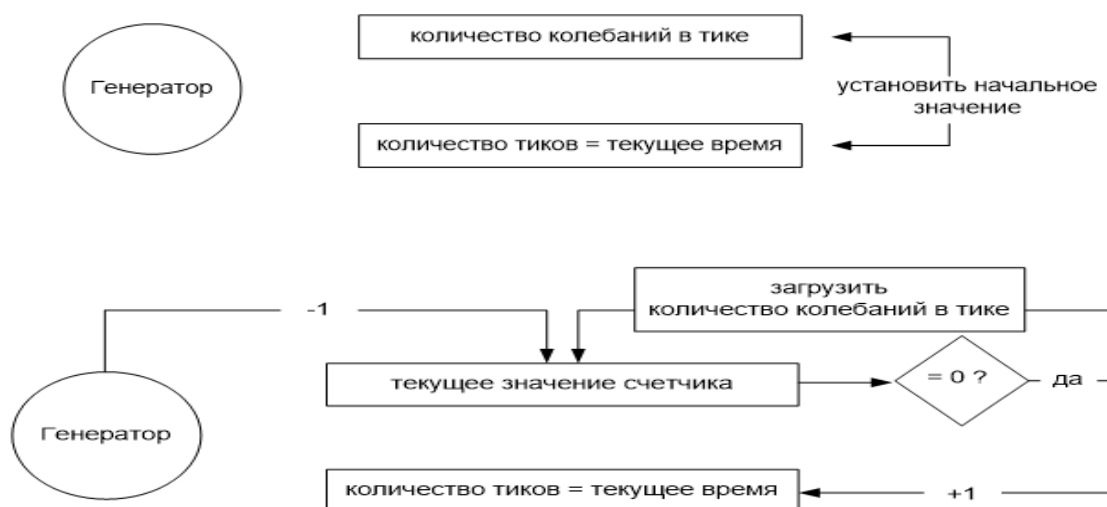 Генератор
количество колебаний в тике
установить начальное
значение
количество тиков = текущее время
загрузить
количество колебаний в тике
-1
текущее значение счетчика
= 0 ?
да
Генератор
количество тиков = текущее время
+1